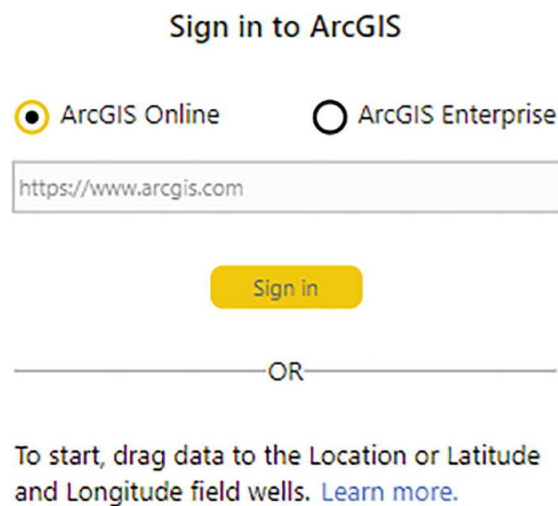 Sign in to ArcGIS
ArcGIS Online
ArcGIS Enterprise
https://www.arcgis.com
Sign in
OR
To start, drag data to the Location or Latitude
and Longitude field wells. Learn more.